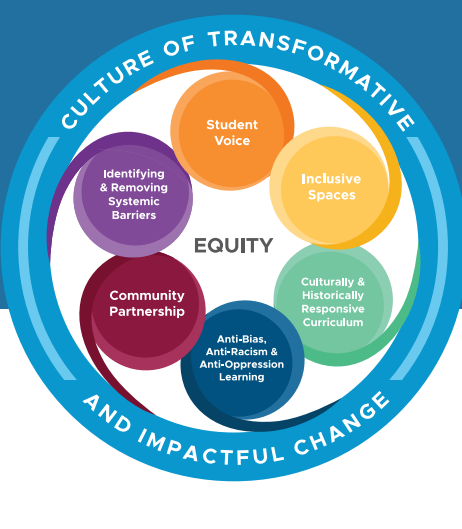 CULTURE OF TRANSFORMATIVE
Student
Voice
Inclusive
Spaces
Culturally &
Historically
Responsive
Curriculum
Anti-Bias,
Anti-Racism &
Anti-Oppression
Learning
Community
Partnership
Identifying
& Removing
Systemic
Barriers
EQUITY
AND IMPACTFUL CHANGE